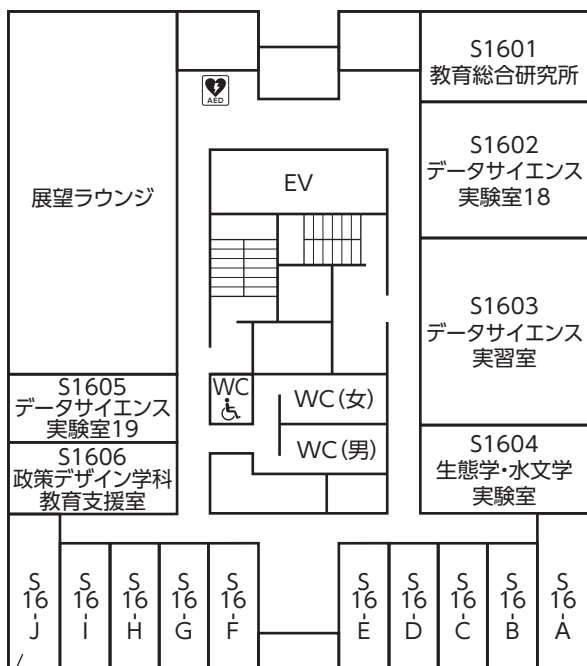 S1601
教育総合研究所
AED
S1602
データサイエンス
実験室18
EV
展望ラウンジ
S1603
データサイエンス
実習室
S1605
データサイエンス
実験室19
WC
WC(女)
WC(男)
S1604
生態学・水文学
実験室
S1606
政策デザイン学科
教育支援室
S16-J
S16-I
S16-H
S16-G
S16-F
S16-E
S16-D
S16-C
S16-B
S16-A